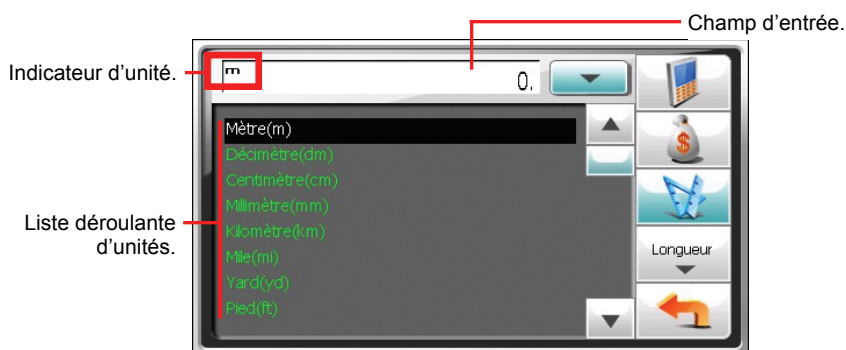 Champ d'entrée.
Indicateur d'unité.
m
0.
Mètre(m)
Décimètre(dm)
Centimètre(cm)
Millimètre(mm)
Kilomètre(km)
Mile(mi)
Yard(yd)
Pied(ft)
Liste déroulante
d'unités.
$
Longueur